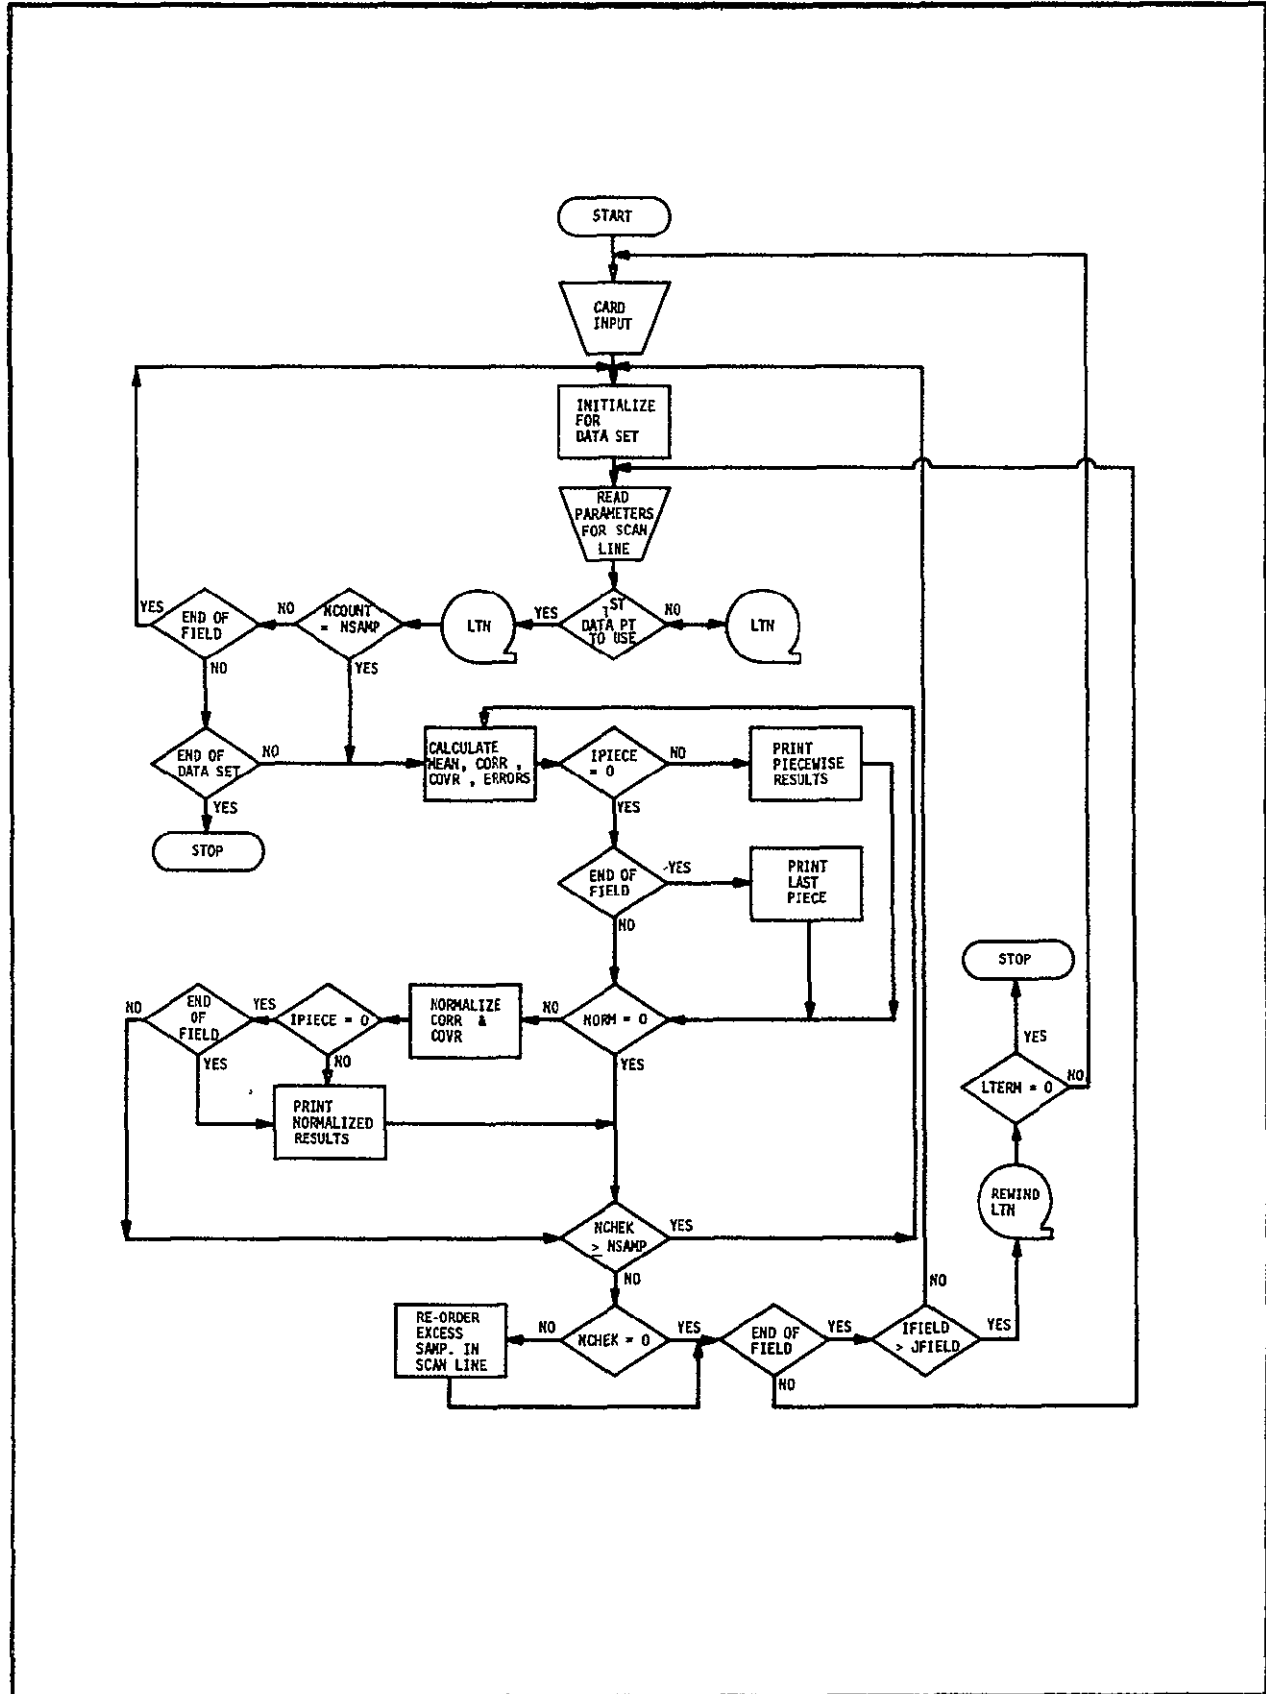 START
CARD
INPUT
INITIALIZE
FOR
DATA SET
READ
PARAMETERS
FOR SCAN
LINE
YES
END OF
FIELD
NO
NCOUNT
= NSAMP
LTN
YES
1ST
DATA PT
TO USE
NO
LTN
NO
YES
END OF
DATA SET
NO
CALCULATE
MEAN, CORR ,
COVR , ERRORS
IPIECE
= 0
NO
PRINT
PIECEWISE
RESULTS
YES
YES
STOP
END OF
FIELD
YES
PRINT
LAST
PIECE
NO
STOP
NO
END
OF
FIELD
YES
IPIECE = 0
NORMALIZE
CORR &
COVR
NO
NORM = 0
YES
YES
NO
YES
LTERM = 0
NO
PRINT
NORMALIZED
RESULTS
REWIND
LTN
NCHEK
≥ NSAMP
YES
NO
NO
RE-ORDER
EXCESS
SAMP. IN
SCAN LINE
NO
NCHEK = 0
YES
END OF
FIELD
YES
IFIELD
> JFIELD
YES
NO